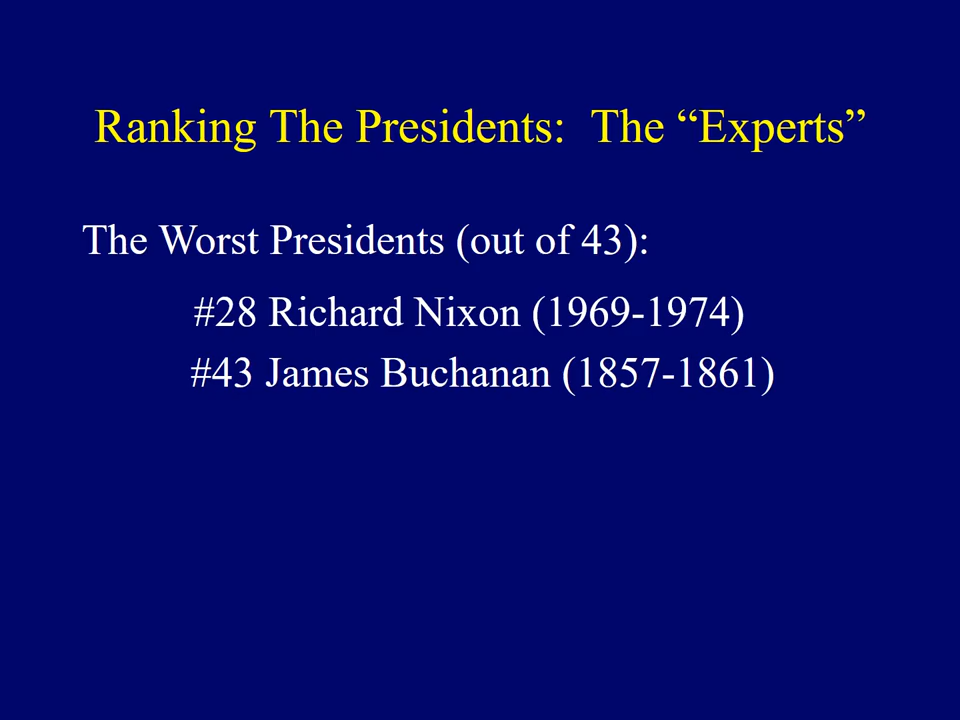 Ranking The Presidents:  The “Experts”
The Worst Presidents (out of 43):
#28 Richard Nixon (1969-1974)
#43 James Buchanan (1857-1861)